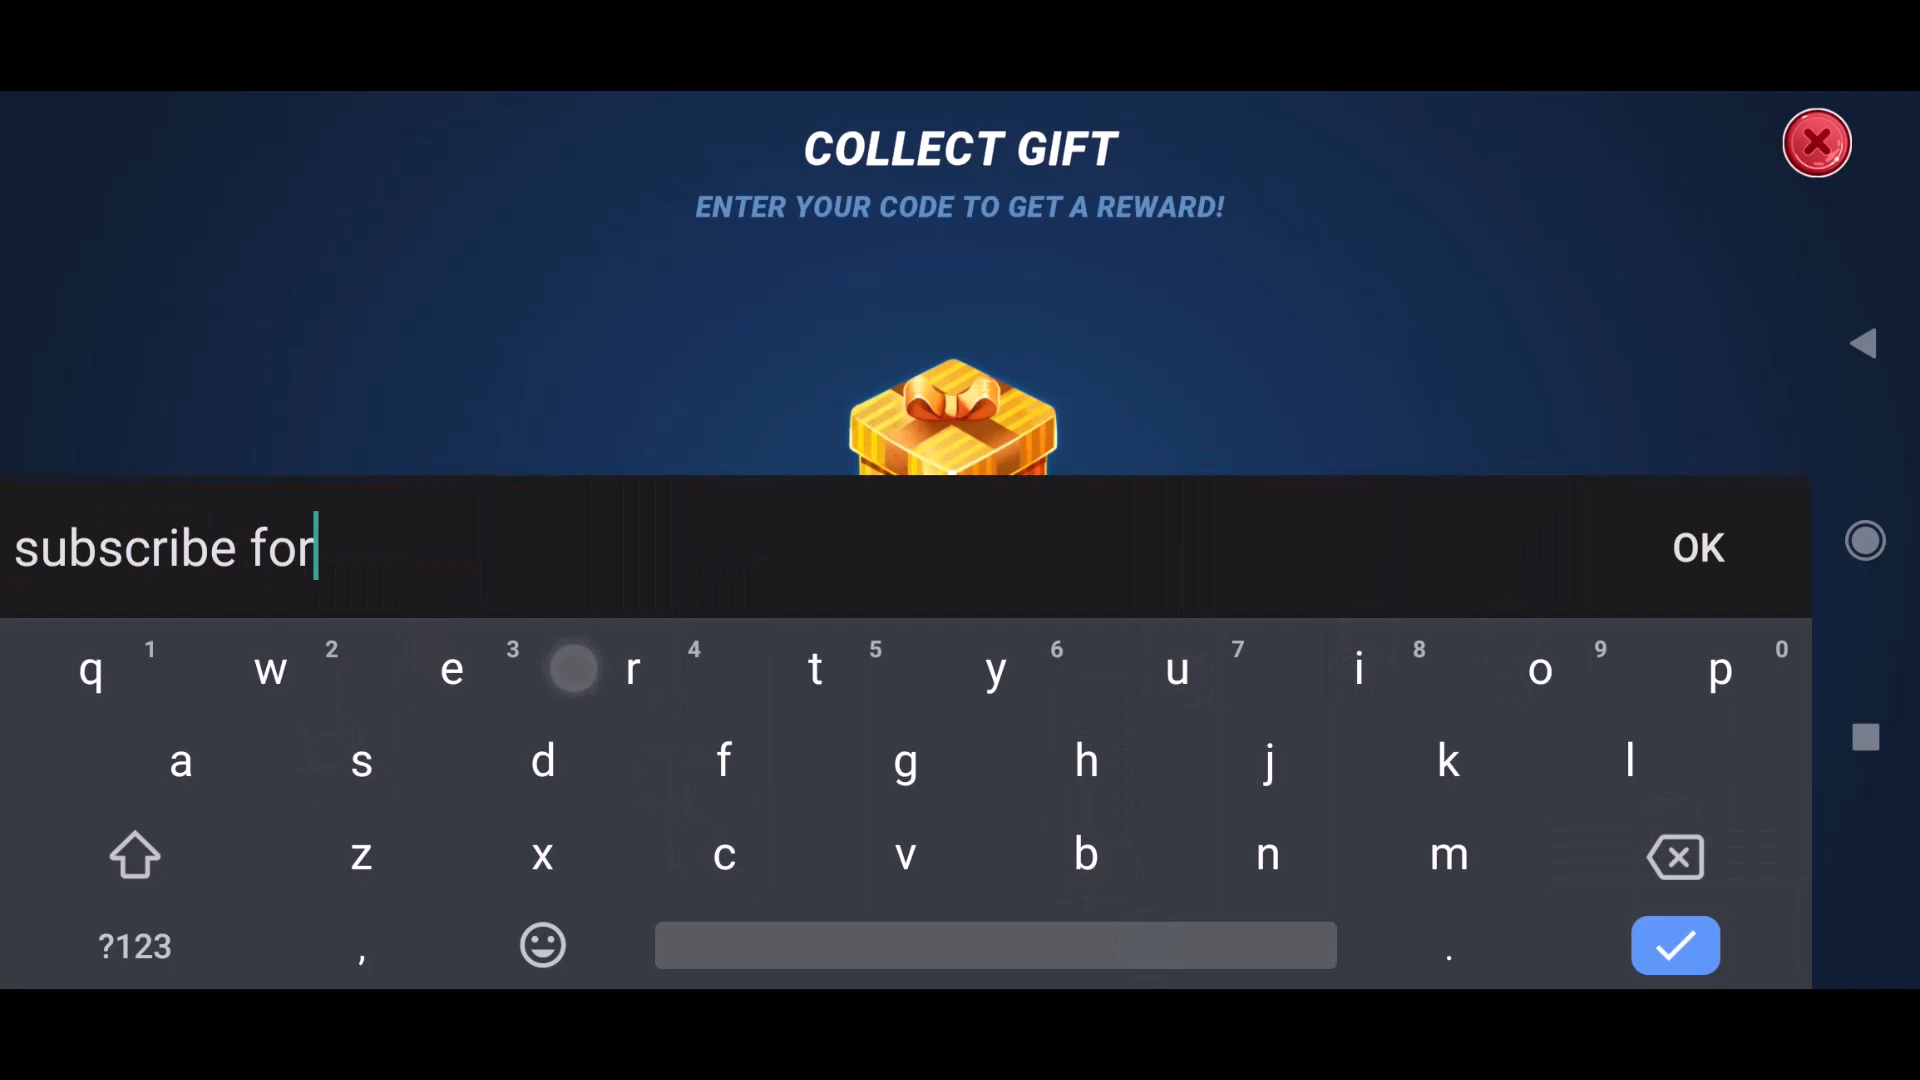 COLLECT GIFT
ENTER YOUR CODE TO GET A REWARD!
subscribe for
OK
q 1 w 2 e 3 r 4 t 5 y 6 u 7 i 8 o 9 p 0
a s d f g h j k l
z x c v b n m
?123 , .